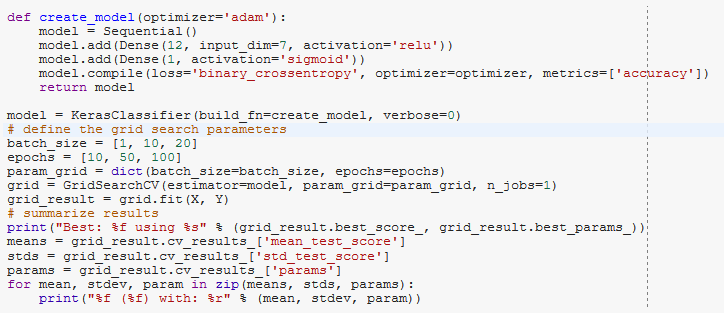 def create_model(optimizer='adam'):
    model = Sequential()
    model.add(Dense(12, input_dim=7, activation='relu'))
    model.add(Dense(1, activation='sigmoid'))
    model.compile(loss='binary_crossentropy', optimizer=optimizer, metrics=['accuracy'])
    return model

model = KerasClassifier(build_fn=create_model, verbose=0)
# define the grid search parameters
batch_size = [1, 10, 20]
epochs = [10, 50, 100]
param_grid = dict(batch_size=batch_size, epochs=epochs)
grid = GridSearchCV(estimator=model, param_grid=param_grid, n_jobs=1)
grid_result = grid.fit(X, Y)
# summarize results
print("Best: %f using %s" % (grid_result.best_score_, grid_result.best_params_))
means = grid_result.cv_results_['mean_test_score']
stds = grid_result.cv_results_['std_test_score']
params = grid_result.cv_results_['params']
for mean, stdev, param in zip(means, stds, params):
    print("%f (%f) with: %r" % (mean, stdev, param))